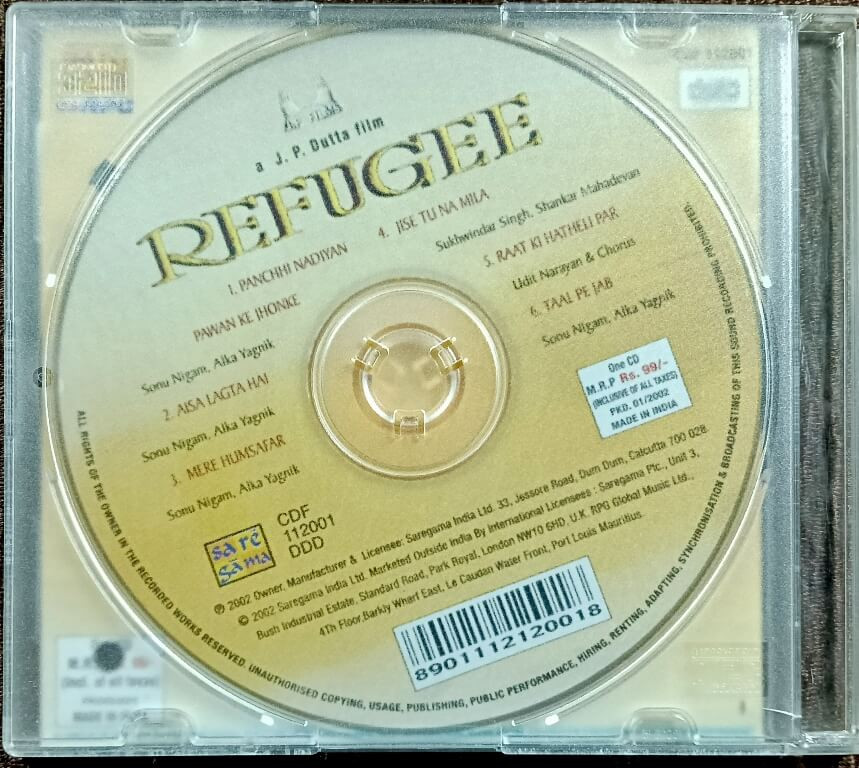 J.P. FILMS
a J. P. Dutta film
REFUGEE
1. PANCHHI NADIYAN
PAWAN KE JHONKE
Sonu Nigam, Alka Yagnik
2. AISA LAGTA HAI
Sonu Nigam, Alka Yagnik
3. MERE HUMSAFAR
Sonu Nigam, Alka Yagnik
4. JISE TU NA MILA
Sukhwindar Singh, Shankar Mahadevan
5. RAAT KI HATHELI PAR
Udit Narayan & Chorus
6. TAAL PE JAB
Sonu Nigam, Alka Yagnik
One CD
M.R.P Rs. 99/-
(INCLUSIVE OF ALL TAXES)
PKD. 01/2002
MADE IN INDIA
sa re
ga ma
CDF
112001
DDD
℗ 2002 Owner, Manufacturer & Licensee: Saregama India Ltd. 33, Jessore Road, Dum Dum, Calcutta 700 028.
© 2002 Saregama India Ltd. Marketed Outside India By International Licensees : Saregama Plc., Unit 3,
Bush Industrial Estate, Standard Road, Park Royal, London NW10 6HD, U.K. RPG Global Music Ltd.,
4Th Floor,Barkly Wharf East, Le Caudan Water Front, Port Louis Mauritius.
8901112120018
ALL RIGHTS OF THE OWNER IN THE RECORDED WORKS RESERVED. UNAUTHORISED COPYING, USAGE, PUBLISHING, PUBLIC PERFORMANCE, HIRING, RENTING, ADAPTING, SYNCHRONISATION & BROADCASTING OF THIS SOUND RECORDING PROHIBITED.